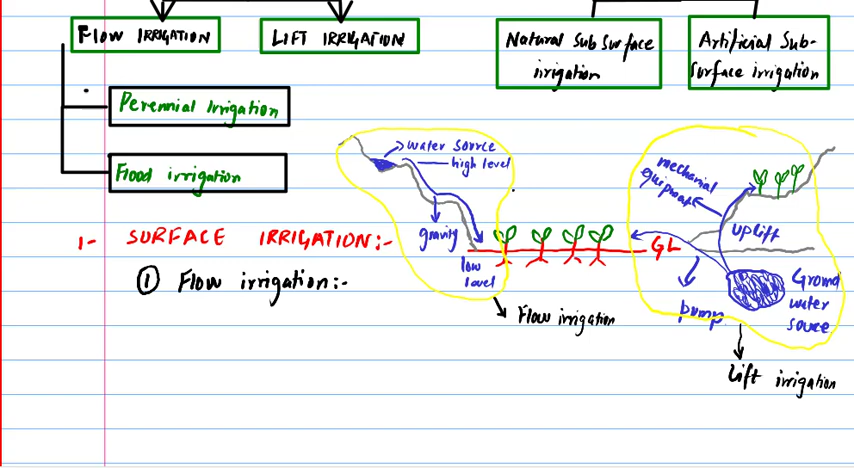 FLOW IRRIGATION
LIFT IRRIGATION
Natural Sub Surface
irrigation
Artificial Sub-
surface irrigation
Perennial Irrigation
Flood irrigation
water source
high level
gravity
low
level
mechanial
equipment
uplift
GL
pump
Ground
water
source
1- SURFACE IRRIGATION:-
① Flow irrigation:-
Flow irrigation
Lift irrigation